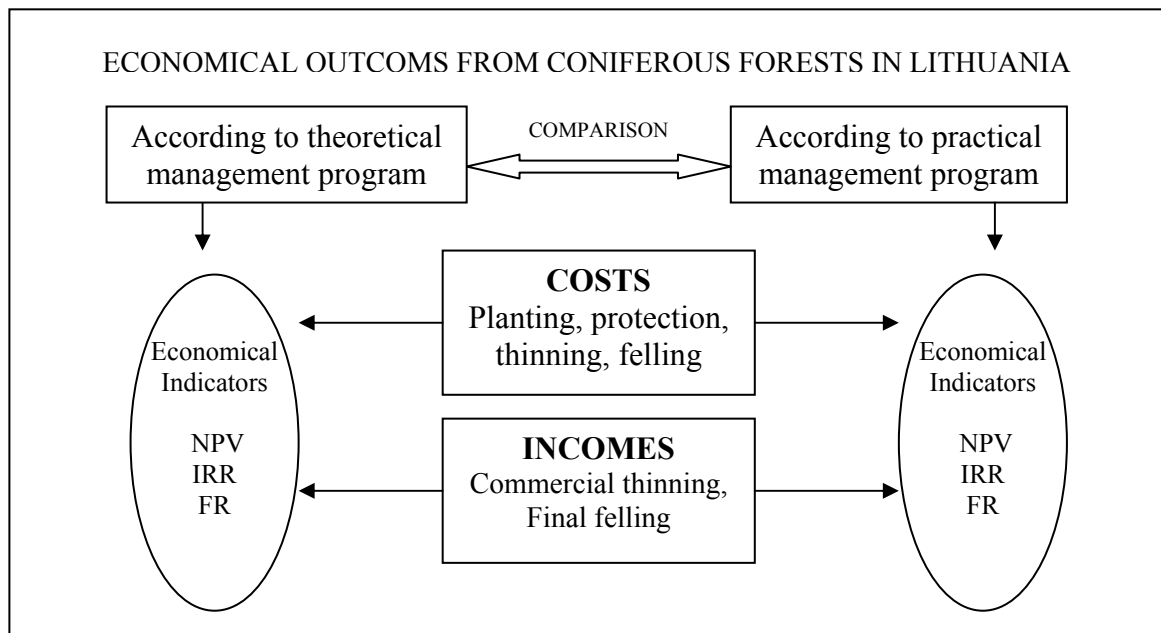 ECONOMICAL OUTCOMS FROM CONIFEROUS FORESTS IN LITHUANIA
According to theoretical
management program
COMPARISON
According to practical
management program
COSTS
Planting, protection,
thinning, felling
Economical
Indicators
NPV
IRR
FR
INCOMES
Commercial thinning,
Final felling
Economical
Indicators
NPV
IRR
FR